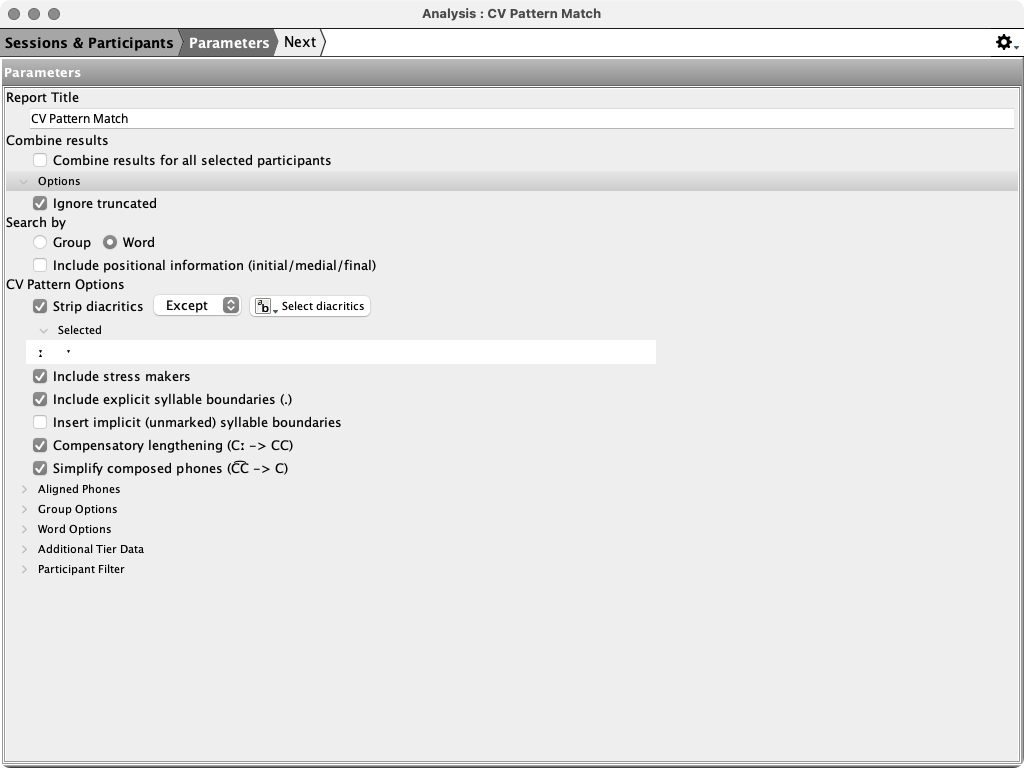 Analysis : CV Pattern Match
Sessions & Participants Parameters Next
Parameters
Report Title
CV Pattern Match
Combine results
Combine results for all selected participants
Options
Ignore truncated
Search by
Group Word
Include positional information (initial/medial/final)
CV Pattern Options
Strip diacritics Except Select diacritics
Selected
ː ˑ
Include stress makers
Include explicit syllable boundaries (.)
Insert implicit (unmarked) syllable boundaries
Compensatory lengthening (Cː -> CC)
Simplify composed phones (C͡C -> C)
Aligned Phones
Group Options
Word Options
Additional Tier Data
Participant Filter